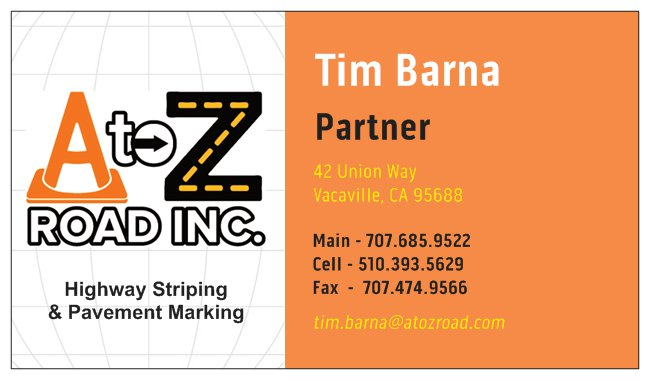 A to Z
ROAD INC.
Highway Striping
& Pavement Marking
Tim Barna
Partner
42 Union Way
Vacaville, CA 95688
Main - 707.685.9522
Cell - 510.393.5629
Fax - 707.474.9566
tim.barna@atozroad.com